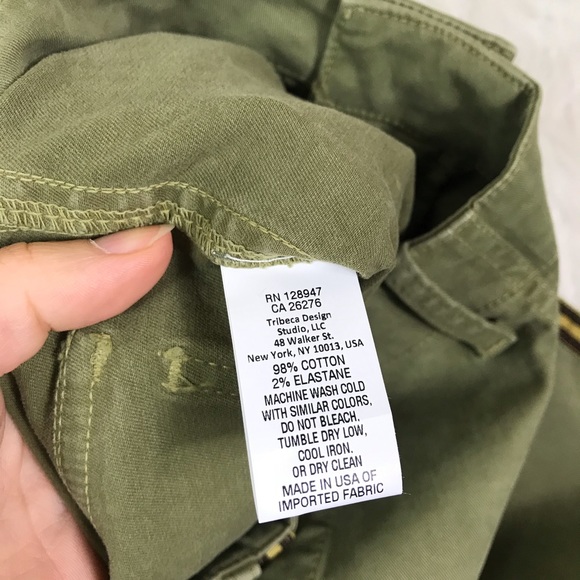 RN 128947
CA 26276
Tribeca Design
Studio, LLC
48 Walker St.
New York, NY 10013, USA
98% COTTON
2% ELASTANE
MACHINE WASH COLD
WITH SIMILAR COLORS,
DO NOT BLEACH.
TUMBLE DRY LOW,
COOL IRON,
OR DRY CLEAN
MADE IN USA OF
IMPORTED FABRIC